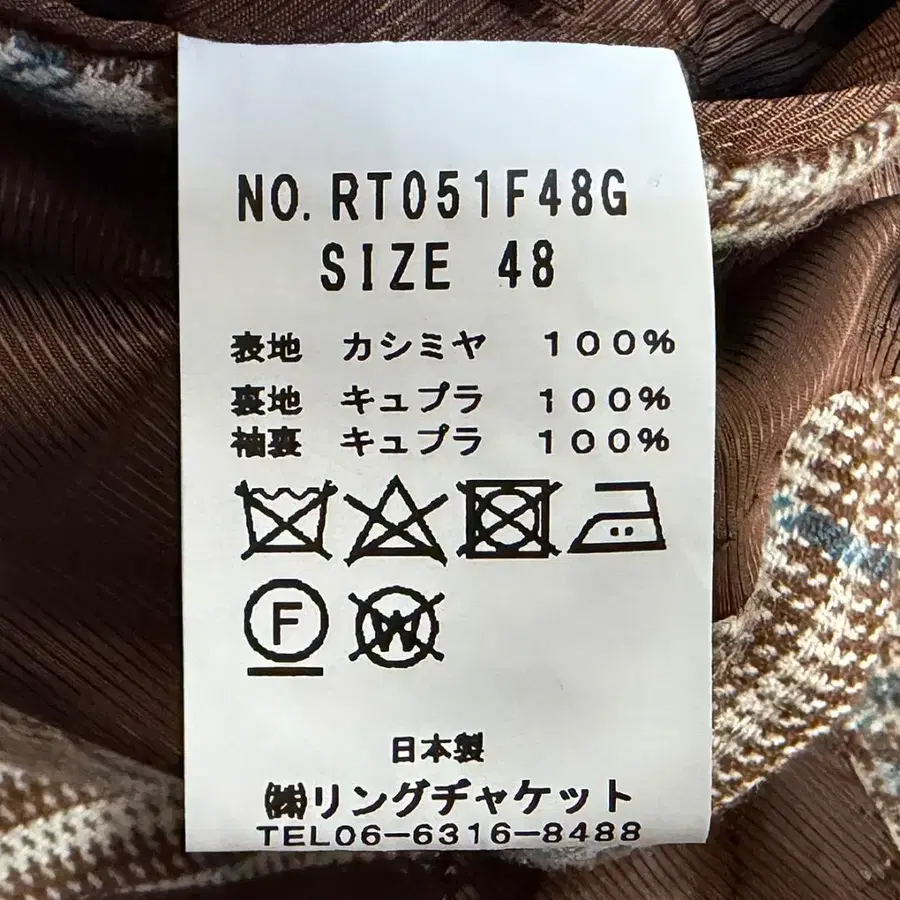 NO. RT051F48G
SIZE 48
表地 カシミヤ 100%
裏地 キュプラ 100%
袖裏 キュプラ 100%
F W
日本製
㈱リングヂャケット
TEL06-6316-8488